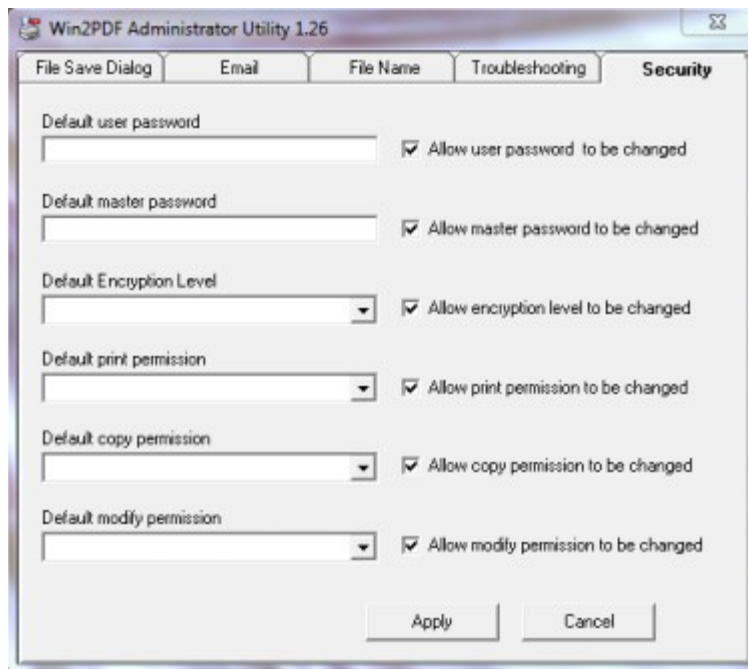 Win2PDF Administrator Utility 1.26
File Save Dialog Email File Name Troubleshooting Security
Default user password
Allow user password to be changed
Default master password
Allow master password to be changed
Default Encryption Level
Allow encryption level to be changed
Default print permission
Allow print permission to be changed
Default copy permission
Allow copy permission to be changed
Default modify permission
Allow modify permission to be changed
Apply Cancel